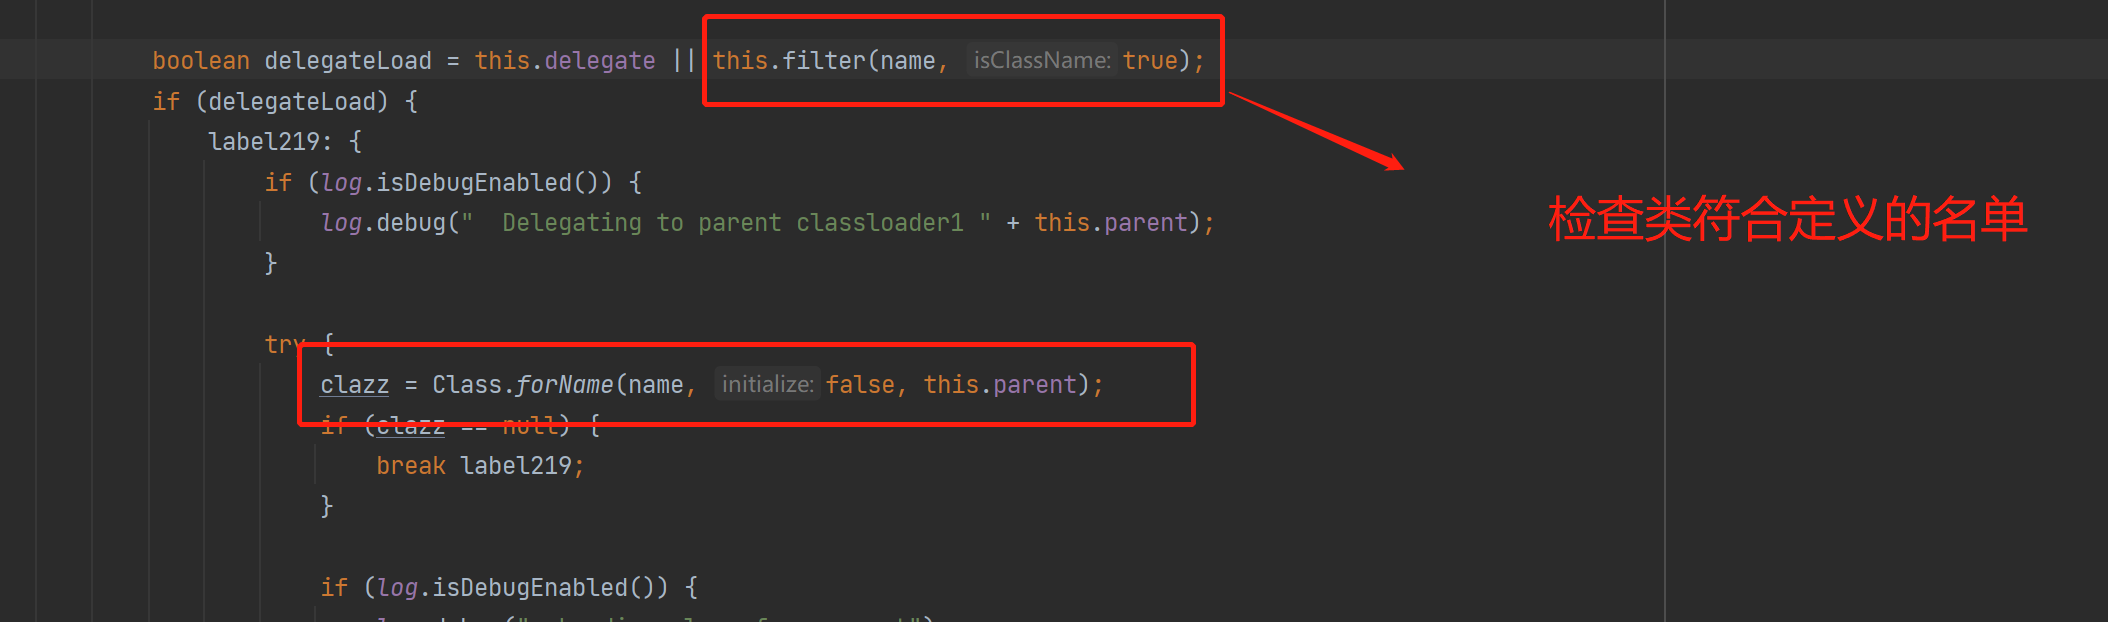 boolean delegateLoad = this.delegate || this.filter(name, isClassName: true);
if (delegateLoad) {
label219: {
if (log.isDebugEnabled()) {
log.debug("  Delegating to parent classloader1 " + this.parent);
}
检查类符合定义的名单
try {
clazz = Class.forName(name, initialize: false, this.parent);
if (clazz == null) {
break label219;
}
if (log.isDebugEnabled()) {